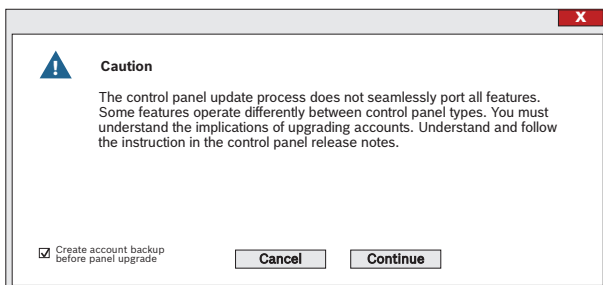 X
Caution
The control panel update process does not seamlessly port all features.
Some features operate differently between control panel types. You must
understand the implications of upgrading accounts. Understand and follow
the instruction in the control panel release notes.
Create account backup
before panel upgrade
Cancel
Continue